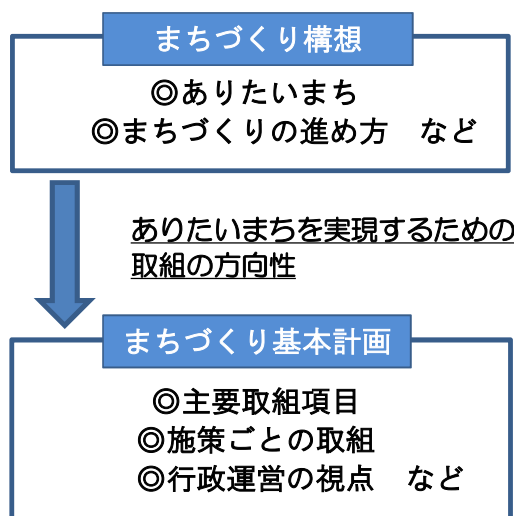 まちづくり構想
◎ありたいまち
◎まちづくりの進め方　など
ありたいまちを実現するための
取組の方向性
まちづくり基本計画
◎主要取組項目
◎施策ごとの取組
◎行政運営の視点　など